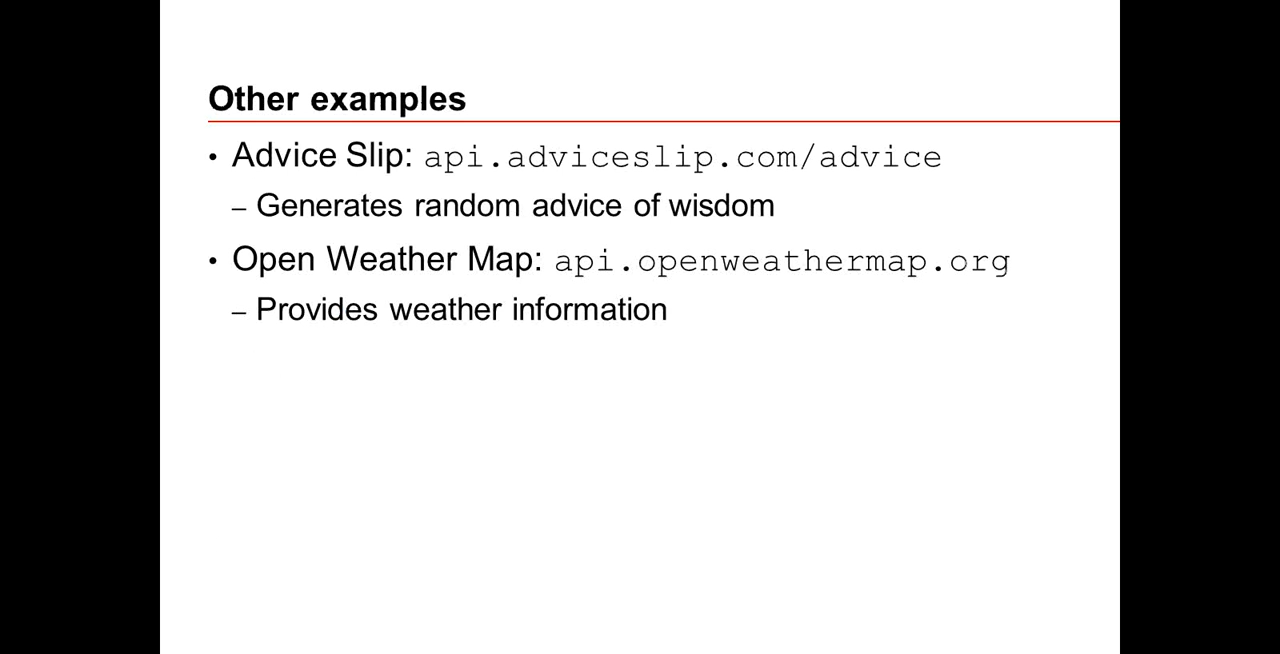 Other examples
• Advice Slip: api.adviceslip.com/advice
– Generates random advice of wisdom
• Open Weather Map: api.openweathermap.org
– Provides weather information